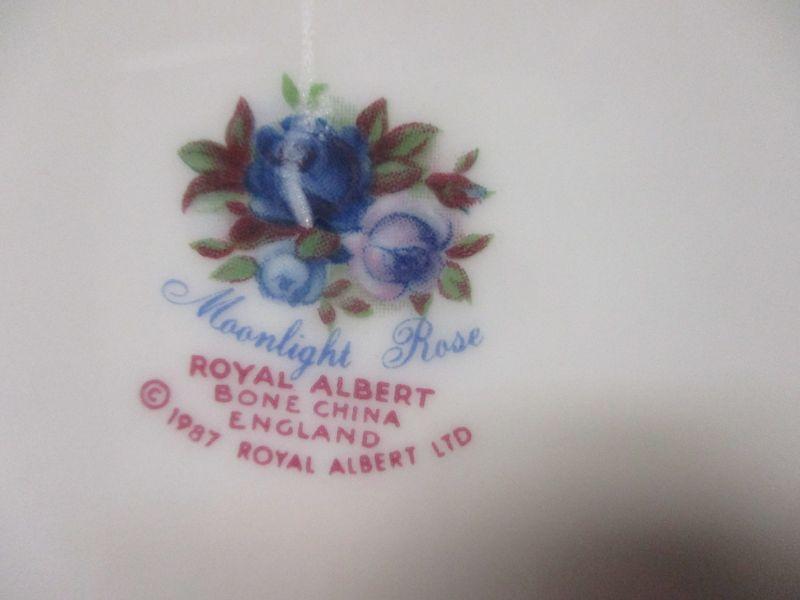 Moonlight Rose
ROYAL ALBERT
BONE CHINA
ENGLAND
© 1987 ROYAL ALBERT LTD